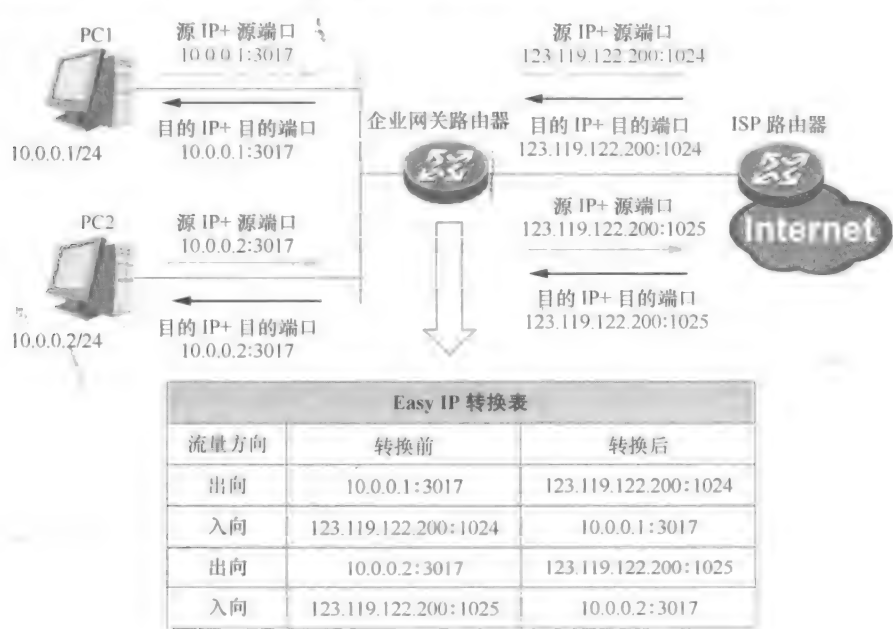 PC1
源 IP+ 源端口
10.0.0.1:3017
目的 IP+ 目的端口
10.0.0.1:3017
10.0.0.1/24
企业网关路由器
源 IP+ 源端口
123.119.122.200:1024
目的 IP+ 目的端口
123.119.122.200:1024
ISP 路由器
Internet
PC2
源 IP+ 源端口
10.0.0.2:3017
目的 IP+ 目的端口
10.0.0.2:3017
10.0.0.2/24
源 IP+ 源端口
123.119.122.200:1025
目的 IP+ 目的端口
123.119.122.200:1025
Easy IP 转换表
流量方向 转换前 转换后
出向 10.0.0.1:3017 123.119.122.200:1024
入向 123.119.122.200:1024 10.0.0.1:3017
出向 10.0.0.2:3017 123.119.122.200:1025
入向 123.119.122.200:1025 10.0.0.2:3017